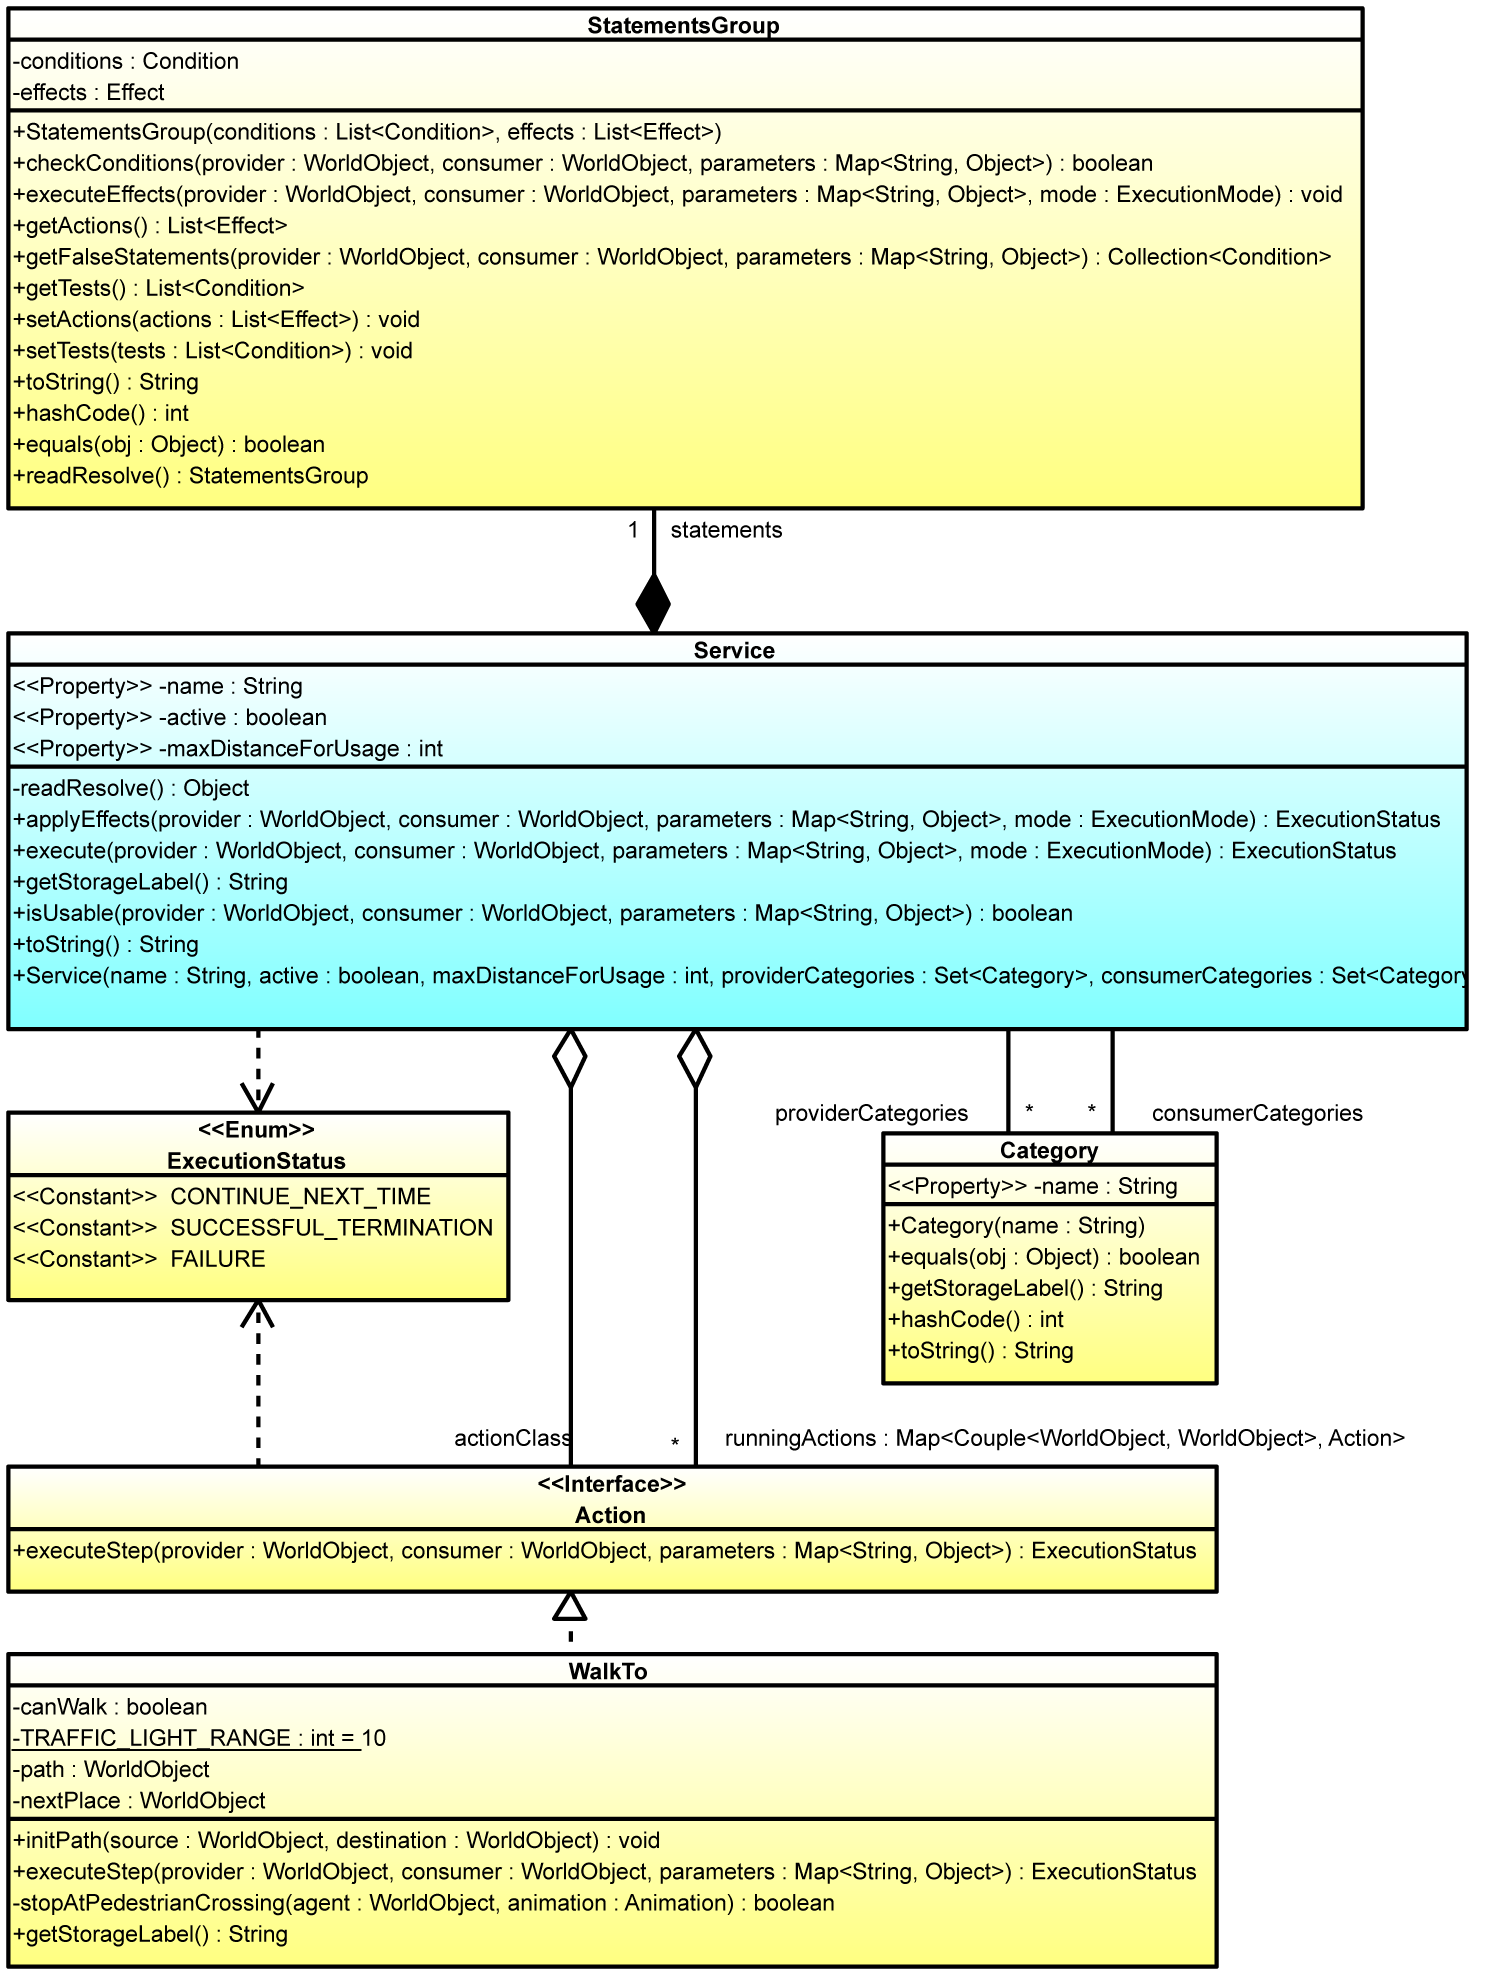 StatementsGroup
-conditions : Condition
-effects : Effect
+StatementsGroup(conditions : List<Condition>, effects : List<Effect>)
+checkConditions(provider : WorldObject, consumer : WorldObject, parameters : Map<String, Object>) : boolean
+executeEffects(provider : WorldObject, consumer : WorldObject, parameters : Map<String, Object>, mode : ExecutionMode) : void
+getActions() : List<Effect>
+getFalseStatements(provider : WorldObject, consumer : WorldObject, parameters : Map<String, Object>) : Collection<Condition>
+getTests() : List<Condition>
+setActions(actions : List<Effect>) : void
+setTests(tests : List<Condition>) : void
+toString() : String
+hashCode() : int
+equals(obj : Object) : boolean
+readResolve() : StatementsGroup
1 statements
Service
<<Property>> -name : String
<<Property>> -active : boolean
<<Property>> -maxDistanceForUsage : int
-readResolve() : Object
+applyEffects(provider : WorldObject, consumer : WorldObject, parameters : Map<String, Object>, mode : ExecutionMode) : ExecutionStatus
+execute(provider : WorldObject, consumer : WorldObject, parameters : Map<String, Object>, mode : ExecutionMode) : ExecutionStatus
+getStorageLabel() : String
+isUsable(provider : WorldObject, consumer : WorldObject, parameters : Map<String, Object>) : boolean
+toString() : String
+Service(name : String, active : boolean, maxDistanceForUsage : int, providerCategories : Set<Category>, consumerCategories : Set<Category
providerCategories * * consumerCategories
<<Enum>>
ExecutionStatus
<<Constant>> CONTINUE_NEXT_TIME
<<Constant>> SUCCESSFUL_TERMINATION
<<Constant>> FAILURE
Category
<<Property>> -name : String
+Category(name : String)
+equals(obj : Object) : boolean
+getStorageLabel() : String
+hashCode() : int
+toString() : String
actionClass * runningActions : Map<Couple<WorldObject, WorldObject>, Action>
<<Interface>>
Action
+executeStep(provider : WorldObject, consumer : WorldObject, parameters : Map<String, Object>) : ExecutionStatus
WalkTo
-canWalk : boolean
-TRAFFIC_LIGHT_RANGE : int = 10
-path : WorldObject
-nextPlace : WorldObject
+initPath(source : WorldObject, destination : WorldObject) : void
+executeStep(provider : WorldObject, consumer : WorldObject, parameters : Map<String, Object>) : ExecutionStatus
-stopAtPedestrianCrossing(agent : WorldObject, animation : Animation) : boolean
+getStorageLabel() : String